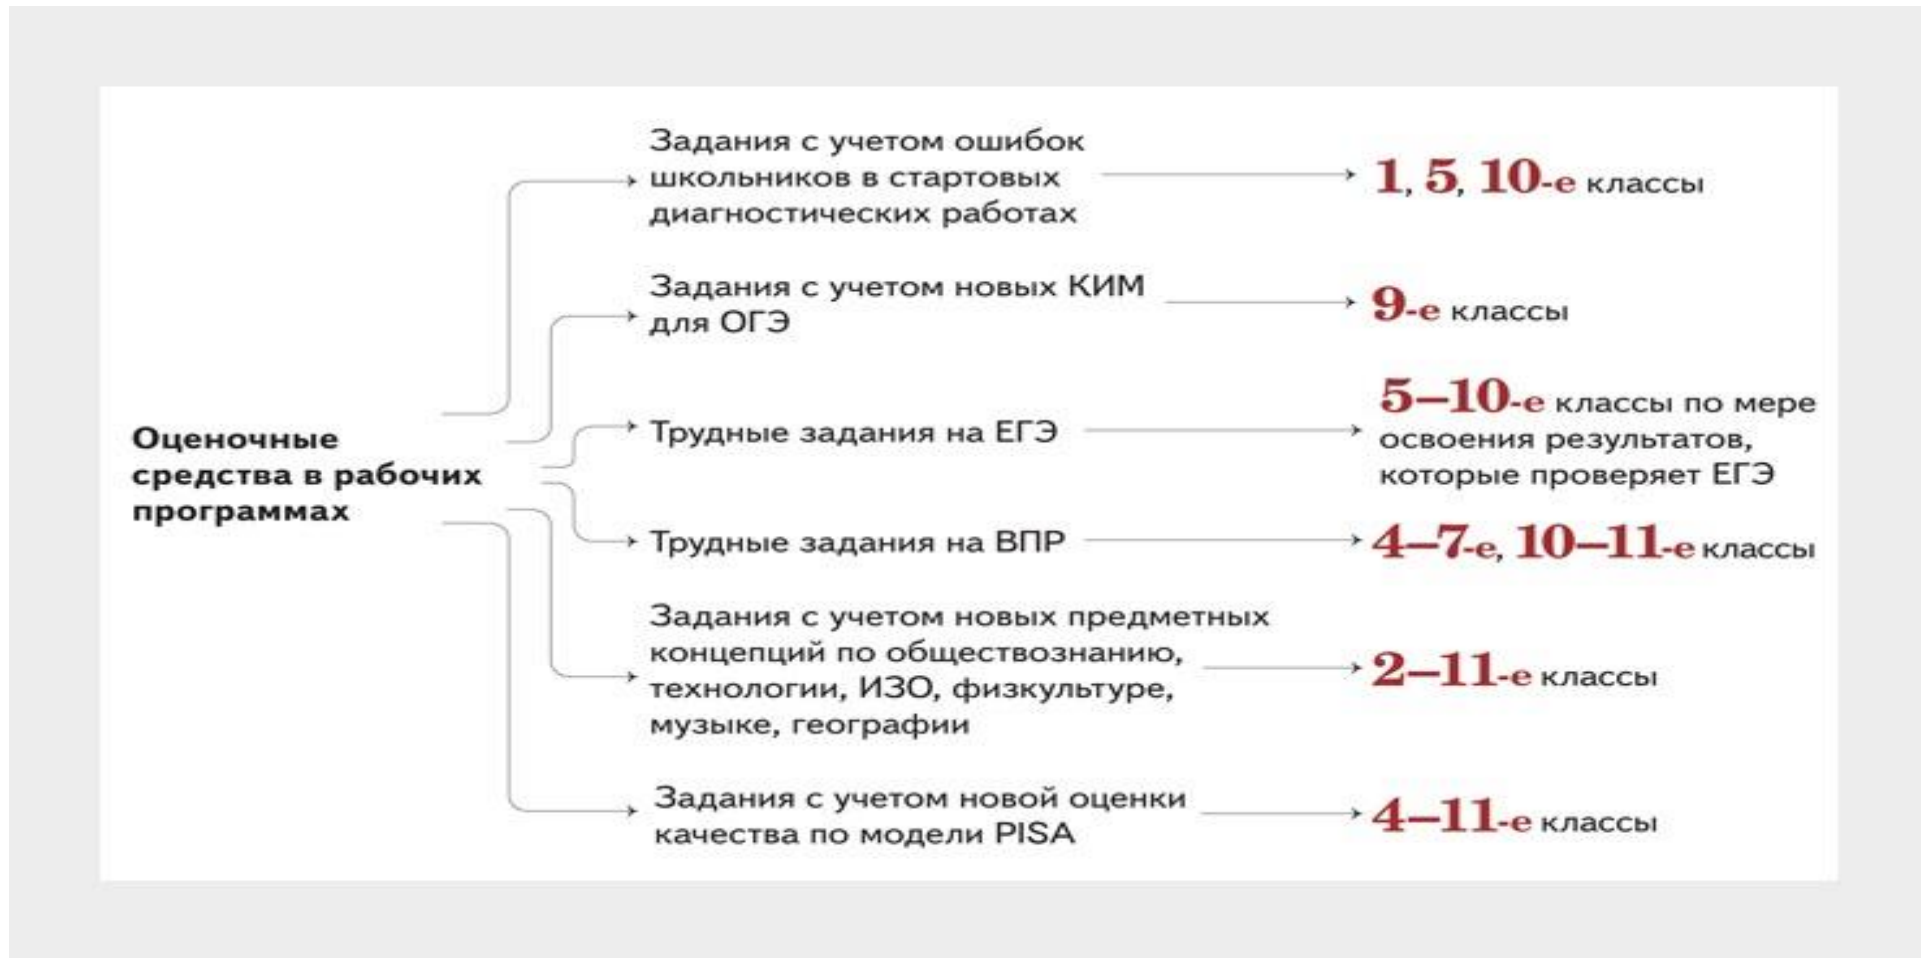 Оценочные
средства в рабочих
программах
Задания с учетом ошибок
школьников в стартовых
диагностических работах
1, 5, 10-е классы
Задания с учетом новых КИМ
для ОГЭ
9-е классы
Трудные задания на ЕГЭ
5–10-е классы по мере
освоения результатов,
которые проверяет ЕГЭ
Трудные задания на ВПР
4–7-е, 10–11-е классы
Задания с учетом новых предметных
концепций по обществознанию,
технологии, ИЗО, физкультуре,
музыке, географии
2–11-е классы
Задания с учетом новой оценки
качества по модели PISA
4–11-е классы